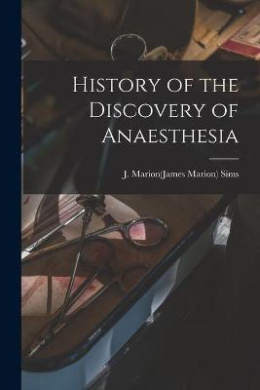 History of the
Discovery of
Anaesthesia
J. Marion(James Marion) Sims